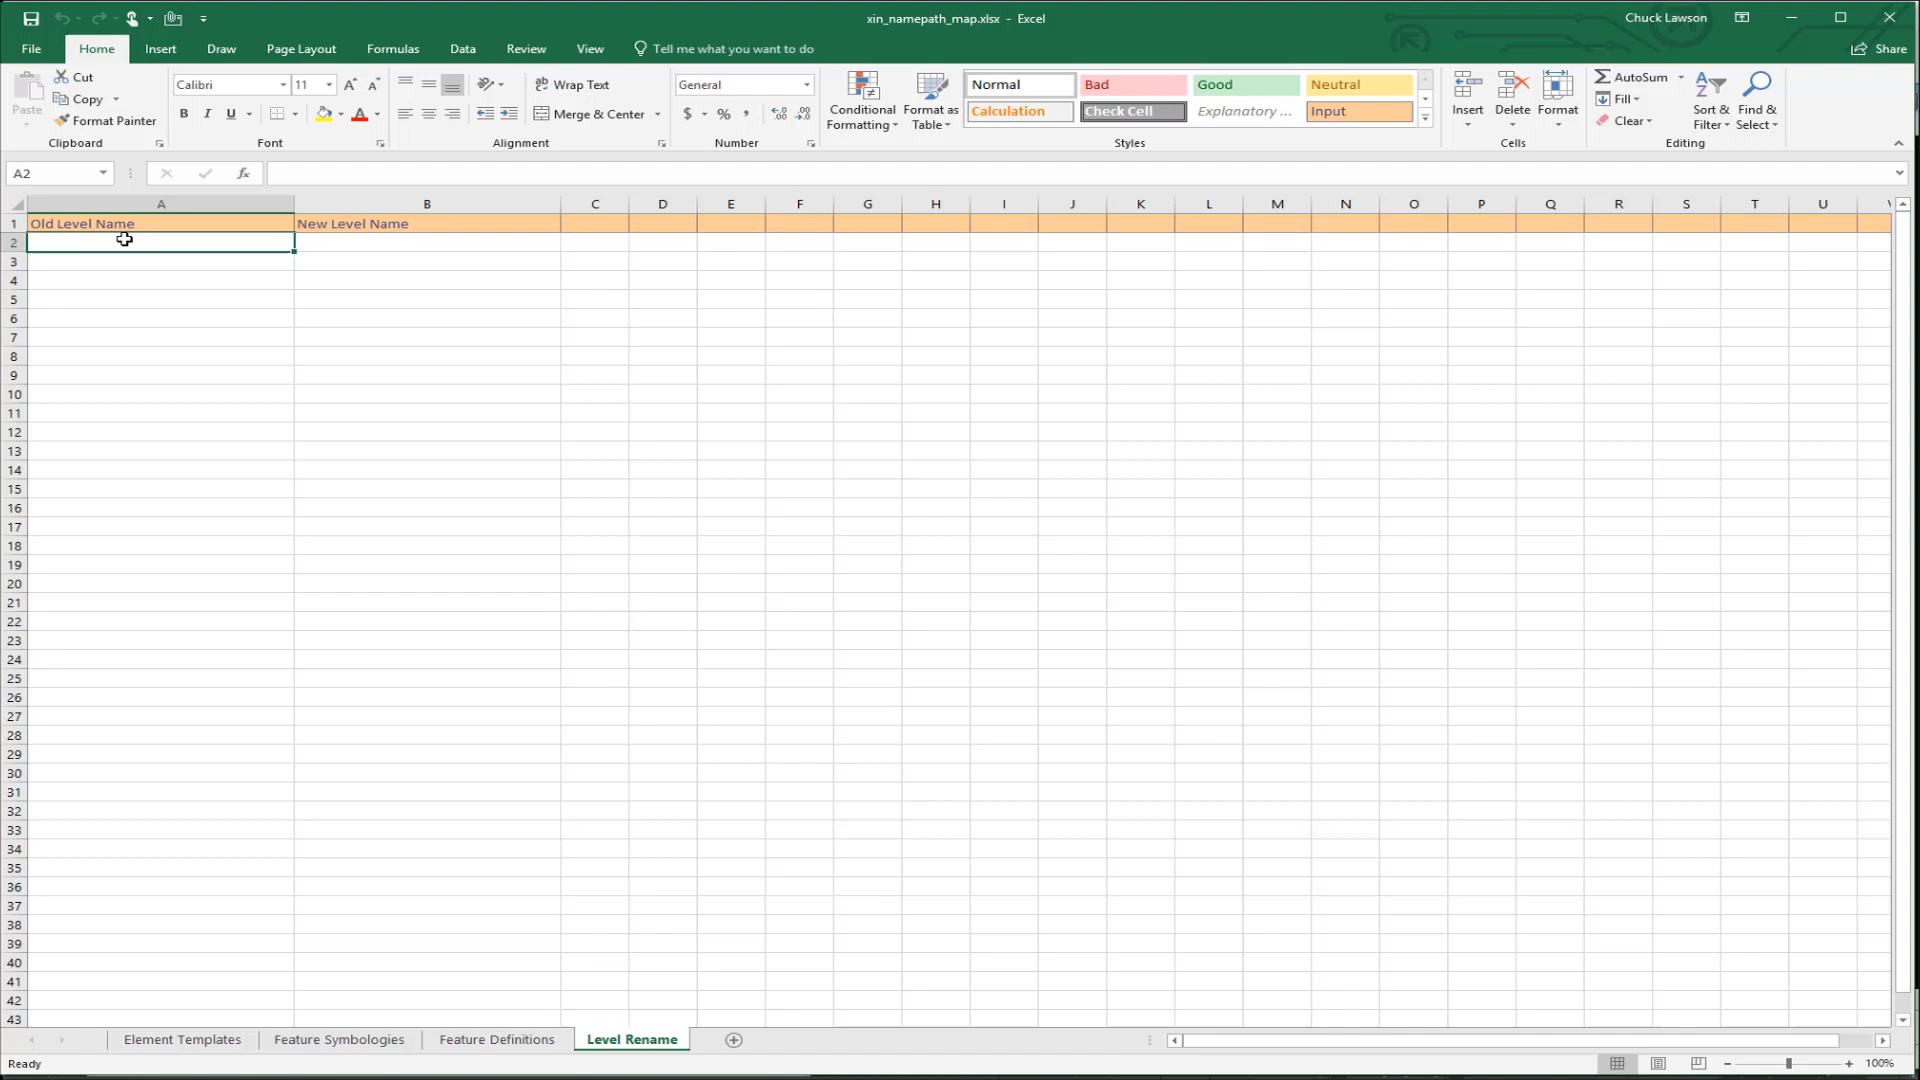 xin_namepath_map.xlsx - Excel
Chuck Lawson
File Home Insert Draw Page Layout Formulas Data Review View Tell me what you want to do
Share
Paste
Cut
Copy
Format Painter
Clipboard
Calibri 11
B I U
Font
Wrap Text
Merge & Center
Alignment
General
$ % ,
Number
Conditional
Formatting
Format as
Table
Normal Bad Good Neutral
Calculation Check Cell Explanatory ... Input
Styles
Insert Delete Format
Cells
AutoSum
Fill
Clear
Sort &
Filter
Find &
Select
Editing
A2
fx
A B C D E F G H I J K L M N O P Q R S T U
1 Old Level Name New Level Name
2
3
4
5
6
7
8
9
10
11
12
13
14
15
16
17
18
19
20
21
22
23
24
25
26
27
28
29
30
31
32
33
34
35
36
37
38
39
40
41
42
43
Element Templates Feature Symbologies Feature Definitions Level Rename
Ready
100%